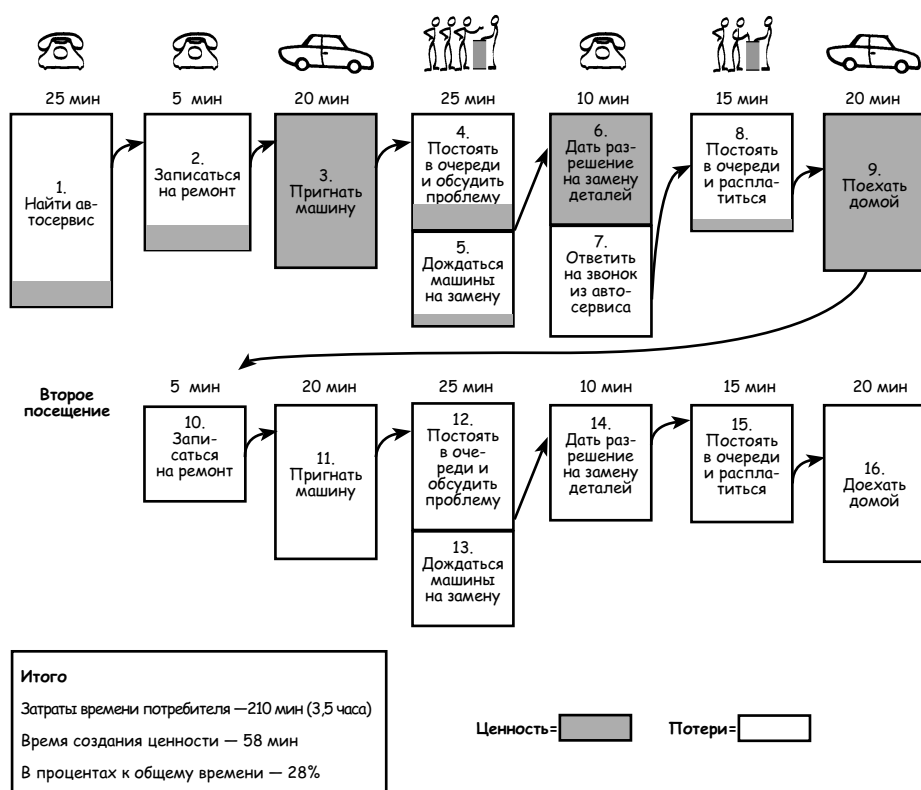 25 мин
5 мин
20 мин
25 мин
10 мин
15 мин
20 мин
1.
Найти ав-
тосервис
2.
Записаться
на ремонт
3.
Пригнать
машину
4.
Постоять
в очереди
и обсудить
проблему
5.
Дождаться
машины
на замену
6.
Дать раз-
решение
на замену
деталей
7.
Ответить
на звонок
из авто-
сервиса
8.
Постоять
в очереди
и распла-
титься
9.
Поехать
домой
Второе
посещение
5 мин
20 мин
25 мин
10 мин
15 мин
20 мин
10.
Запи-
саться
на ремонт
11.
Пригнать
машину
12.
Постоять
в оче-
реди и
обсудить
проблему
13.
Дождаться
машины
на замену
14.
Дать раз-
решение
на замену
деталей
15.
Постоять
в очереди
и распла-
титься
16.
Доехать
домой
Итого
Затраты времени потребителя —210 мин (3,5 часа)
Время создания ценности — 58 мин
В процентах к общему времени — 28%
Ценность=
Потери=